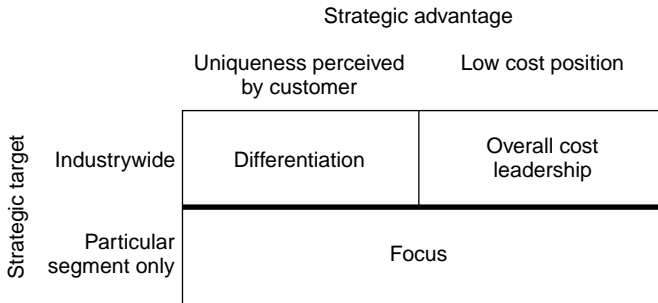 Strategic advantage
Uniqueness perceived
by customer
Low cost position
Strategic target
Industrywide
Differentiation
Overall cost
leadership
Particular
segment only
Focus